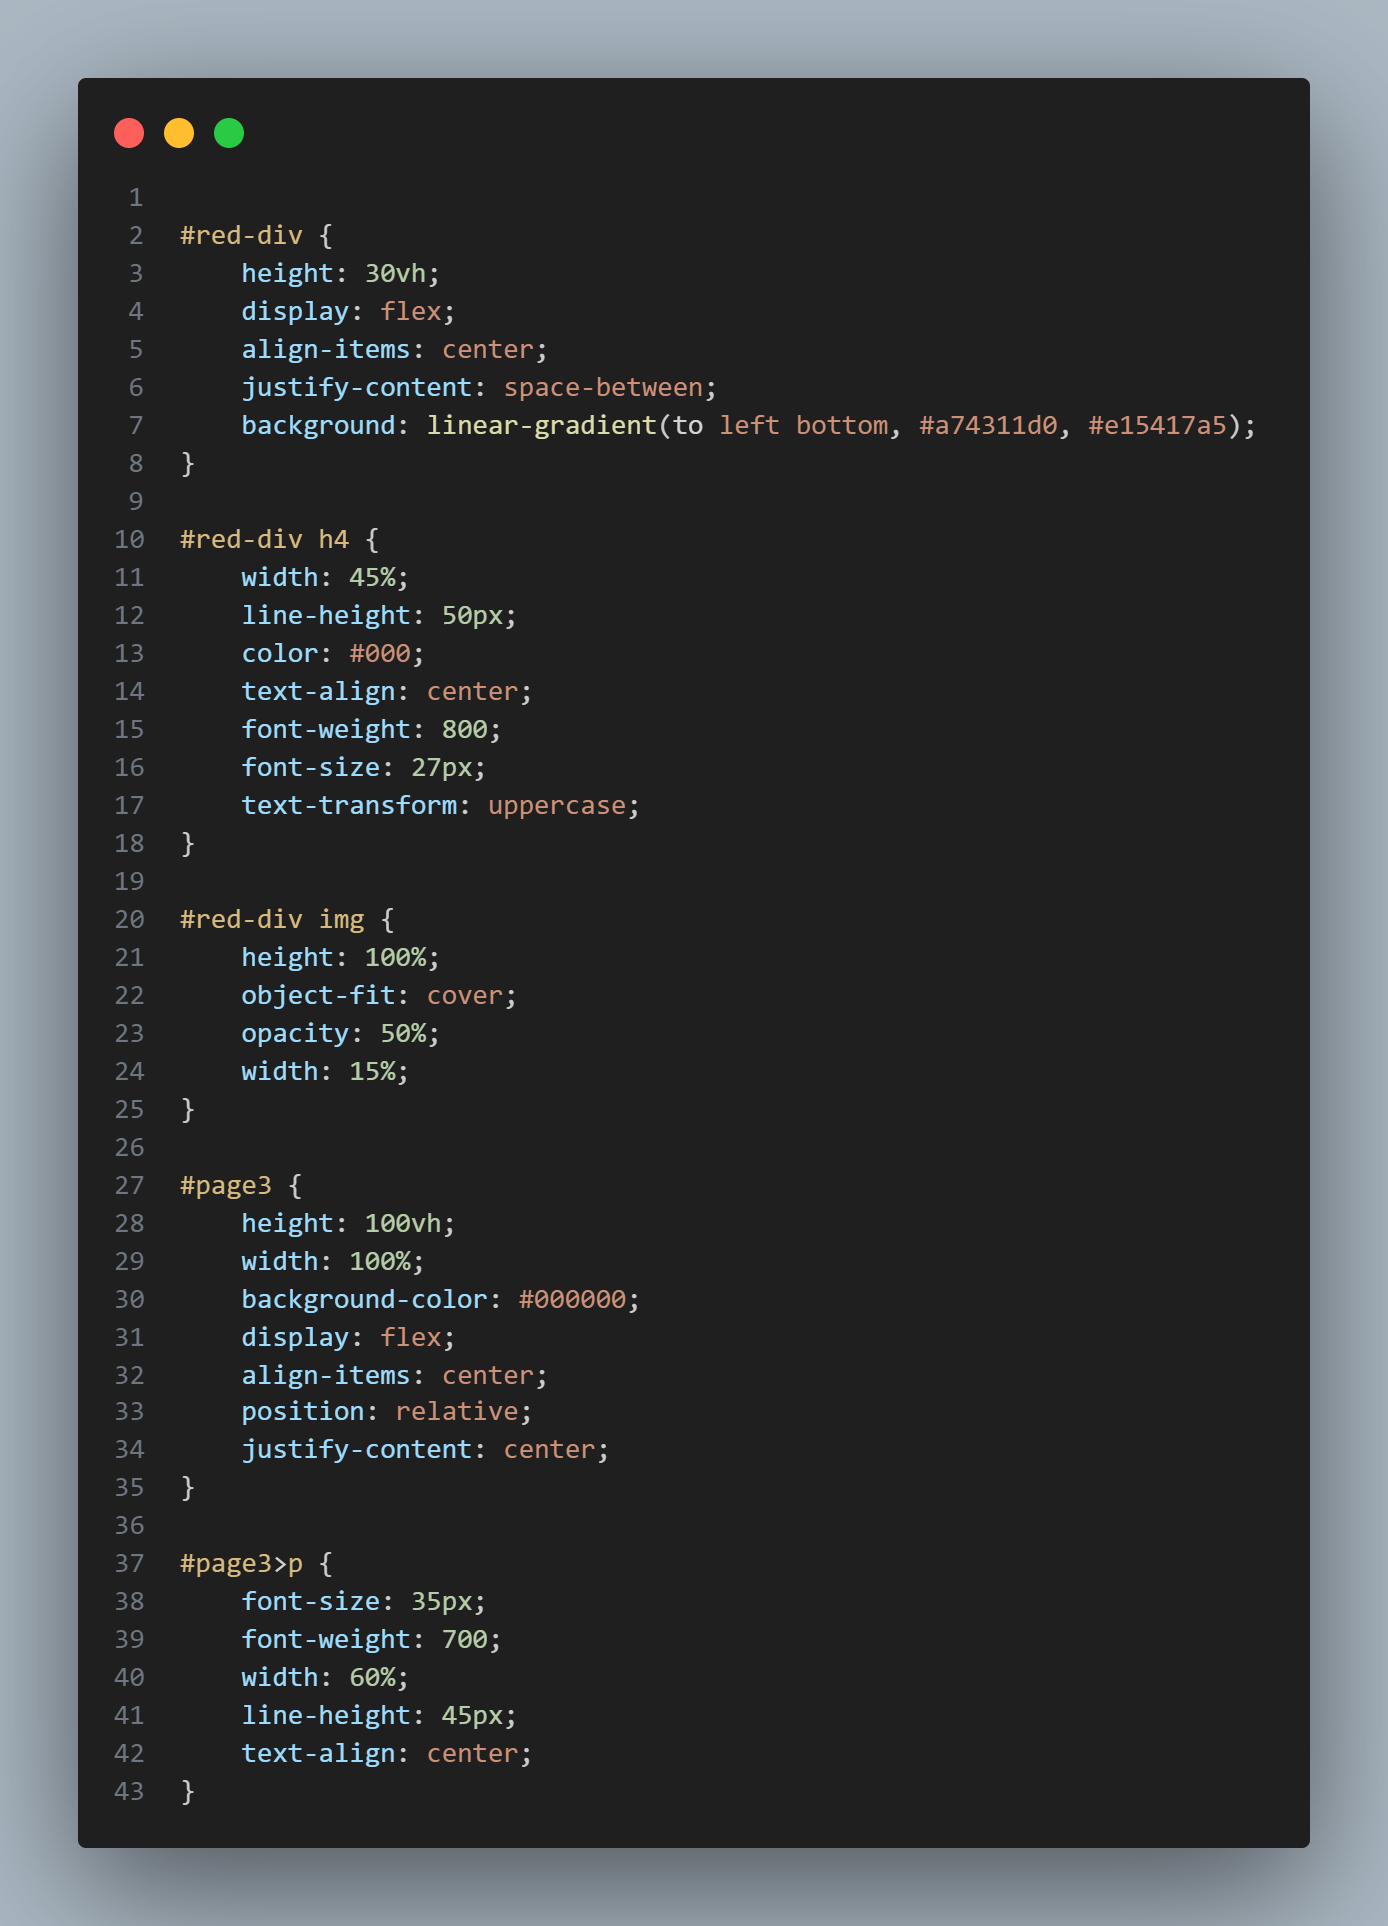 1
2 #red-div {
3     height: 30vh;
4     display: flex;
5     align-items: center;
6     justify-content: space-between;
7     background: linear-gradient(to left bottom, #a74311d0, #e15417a5);
8 }
9
10 #red-div h4 {
11     width: 45%;
12     line-height: 50px;
13     color: #000;
14     text-align: center;
15     font-weight: 800;
16     font-size: 27px;
17     text-transform: uppercase;
18 }
19
20 #red-div img {
21     height: 100%;
22     object-fit: cover;
23     opacity: 50%;
24     width: 15%;
25 }
26
27 #page3 {
28     height: 100vh;
29     width: 100%;
30     background-color: #000000;
31     display: flex;
32     align-items: center;
33     position: relative;
34     justify-content: center;
35 }
36
37 #page3>p {
38     font-size: 35px;
39     font-weight: 700;
40     width: 60%;
41     line-height: 45px;
42     text-align: center;
43 }